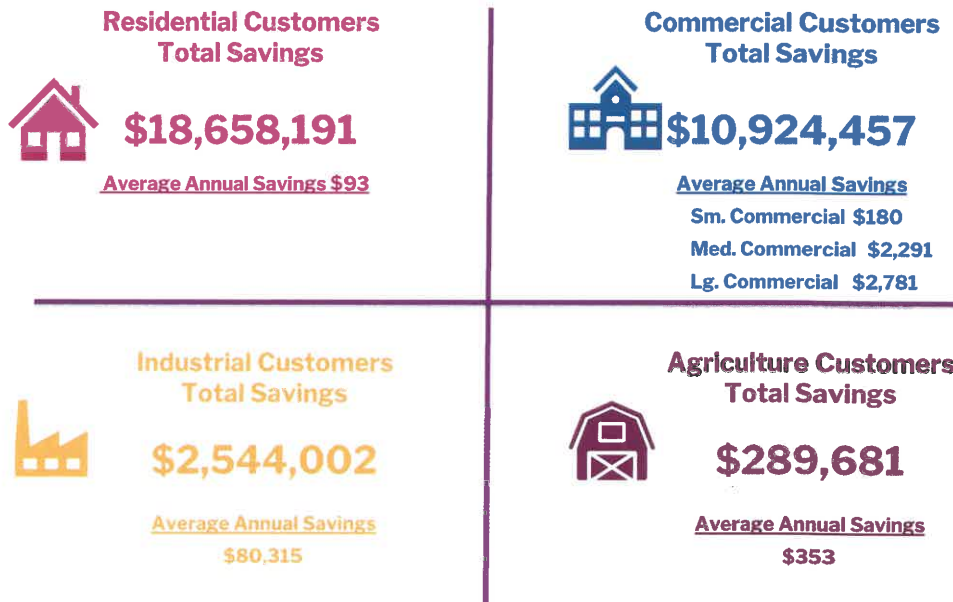 Residential Customers
Total Savings
$18,658,191
Average Annual Savings $93
Commercial Customers
Total Savings
$10,924,457
Average Annual Savings
Sm. Commercial $180
Med. Commercial $2,291
Lg. Commercial $2,781
Industrial Customers
Total Savings
$2,544,002
Average Annual Savings
$80,315
Agriculture Customers
Total Savings
$289,681
Average Annual Savings
$353